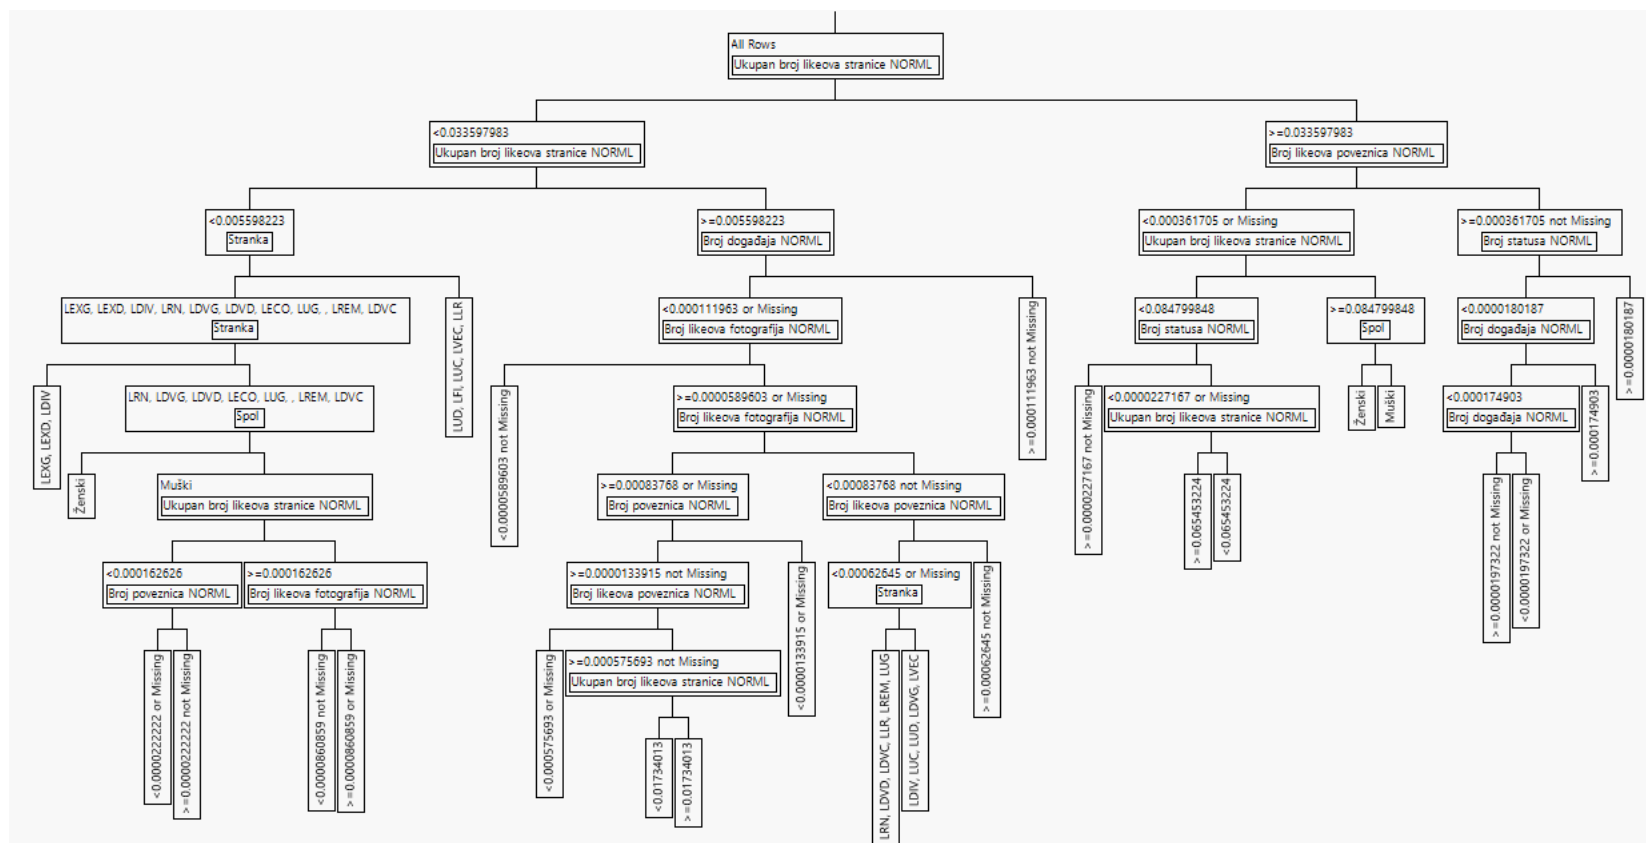 All Rows
Ukupan broj likeova stranice NORML
<0.033597983
Ukupan broj likeova stranice NORML
>=0.033597983
Broj likeova poveznica NORML
<0.005598223
Stranka
>=0.005598223
Broj događaja NORML
<0.000361705 or Missing
Ukupan broj likeova stranice NORML
>=0.000361705 not Missing
Broj statusa NORML
LEXG, LEXD, LDIV, LRN, LDVG, LDVD, LECO, LUG, , LREM, LDVC
Stranka
LUD, LFI, LUC, LVEC, LLR
<0.000111963 or Missing
Broj likeova fotografija NORML
>=0.000111963 not Missing
<0.084799848
Broj statusa NORML
>=0.084799848
Spol
<0.0000180187
Broj događaja NORML
>=0.0000180187
LEXG, LEXD, LDIV
LRN, LDVG, LDVD, LECO, LUG, , LREM, LDVC
Spol
<0.0000589603 not Missing
>=0.0000589603 or Missing
Broj likeova fotografija NORML
>=0.0000227167 not Missing
<0.0000227167 or Missing
Ukupan broj likeova stranice NORML
Ženski
Muški
<0.000174903
Broj događaja NORML
>=0.000174903
Ženski
Muški
Ukupan broj likeova stranice NORML
>=0.00083768 or Missing
Broj poveznica NORML
<0.00083768 not Missing
Broj likeova poveznica NORML
>=0.065453224
<0.065453224
>=0.0000197322 not Missing
<0.0000197322 or Missing
<0.000162626
Broj poveznica NORML
>=0.000162626
Broj likeova fotografija NORML
>=0.0000133915 not Missing
Broj likeova poveznica NORML
<0.0000133915 or Missing
<0.00062645 or Missing
Stranka
>=0.00062645 not Missing
<0.0000222222 or Missing
>=0.0000222222 not Missing
<0.0000860859 not Missing
>=0.0000860859 or Missing
<0.000575693 or Missing
>=0.000575693 not Missing
Ukupan broj likeova stranice NORML
LRN, LDVD, LDVC, LLR, LREM, LUG
LDIV, LUC, LUD, LDVG, LVEC
<0.01734013
>=0.01734013